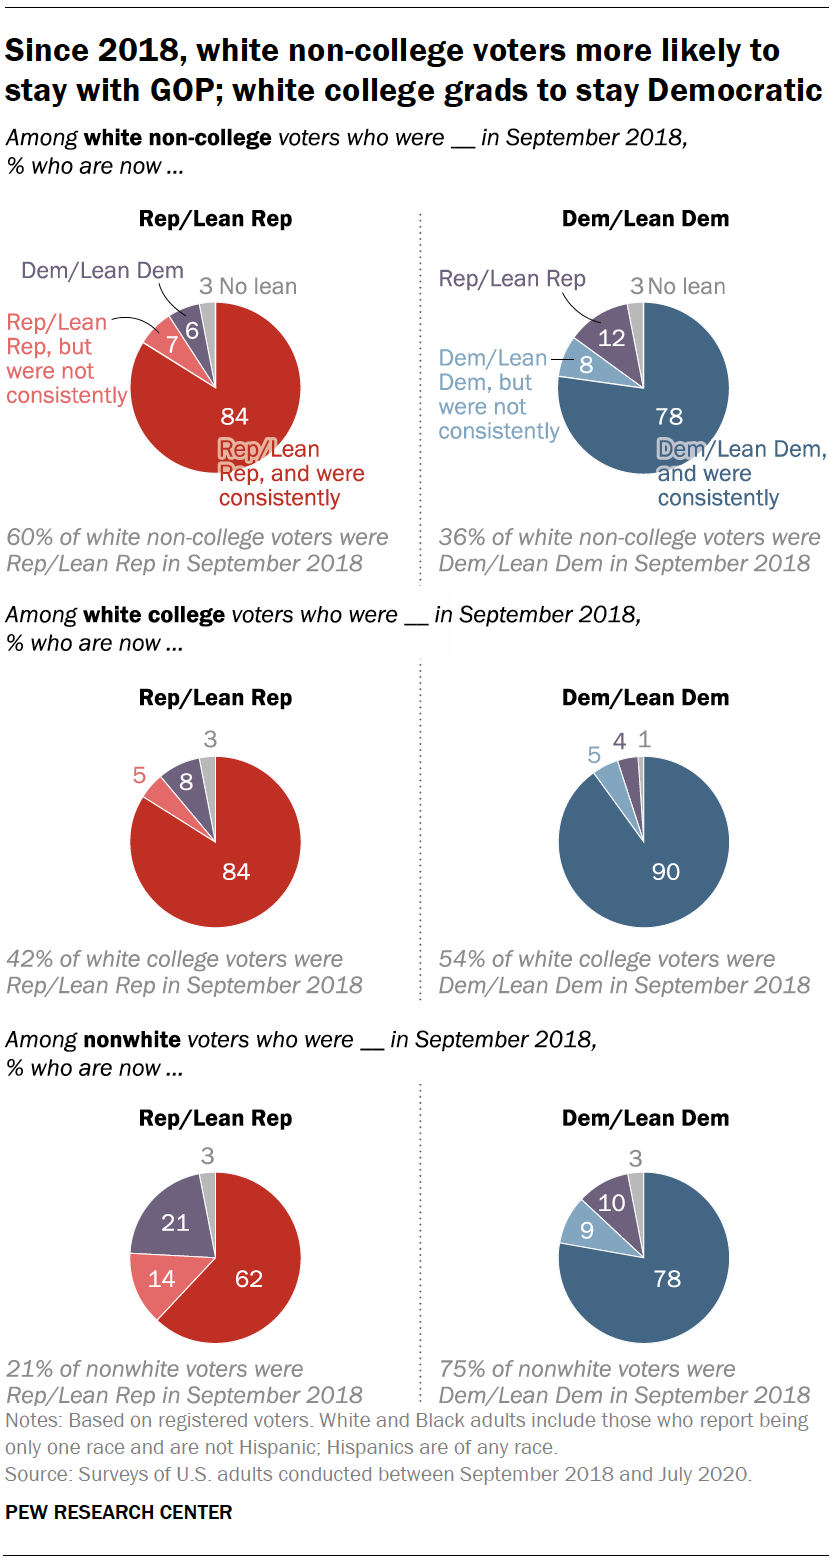 Since 2018, white non-college voters more likely to
stay with GOP; white college grads to stay Democratic
Among white non-college voters who were __ in September 2018,
% who are now ...
Rep/Lean Rep
Dem/Lean Dem
3 No lean
Rep/Lean
Rep, but
were not
consistently
7
6
84
Rep/Lean
Rep, and were
consistently
60% of white non-college voters were
Rep/Lean Rep in September 2018
Dem/Lean Dem
Rep/Lean Rep
3 No lean
Dem/Lean
Dem, but
were not
consistently
12
8
78
Dem/Lean Dem,
and were
consistently
36% of white non-college voters were
Dem/Lean Dem in September 2018
Among white college voters who were __ in September 2018,
% who are now ...
Rep/Lean Rep
3
5
8
84
42% of white college voters were
Rep/Lean Rep in September 2018
Dem/Lean Dem
5
4
1
90
54% of white college voters were
Dem/Lean Dem in September 2018
Among nonwhite voters who were __ in September 2018,
% who are now ...
Rep/Lean Rep
3
21
14
62
21% of nonwhite voters were
Rep/Lean Rep in September 2018
Dem/Lean Dem
3
10
9
78
75% of nonwhite voters were
Dem/Lean Dem in September 2018
Notes: Based on registered voters. White and Black adults include those who report being
only one race and are not Hispanic; Hispanics are of any race.
Source: Surveys of U.S. adults conducted between September 2018 and July 2020.
PEW RESEARCH CENTER